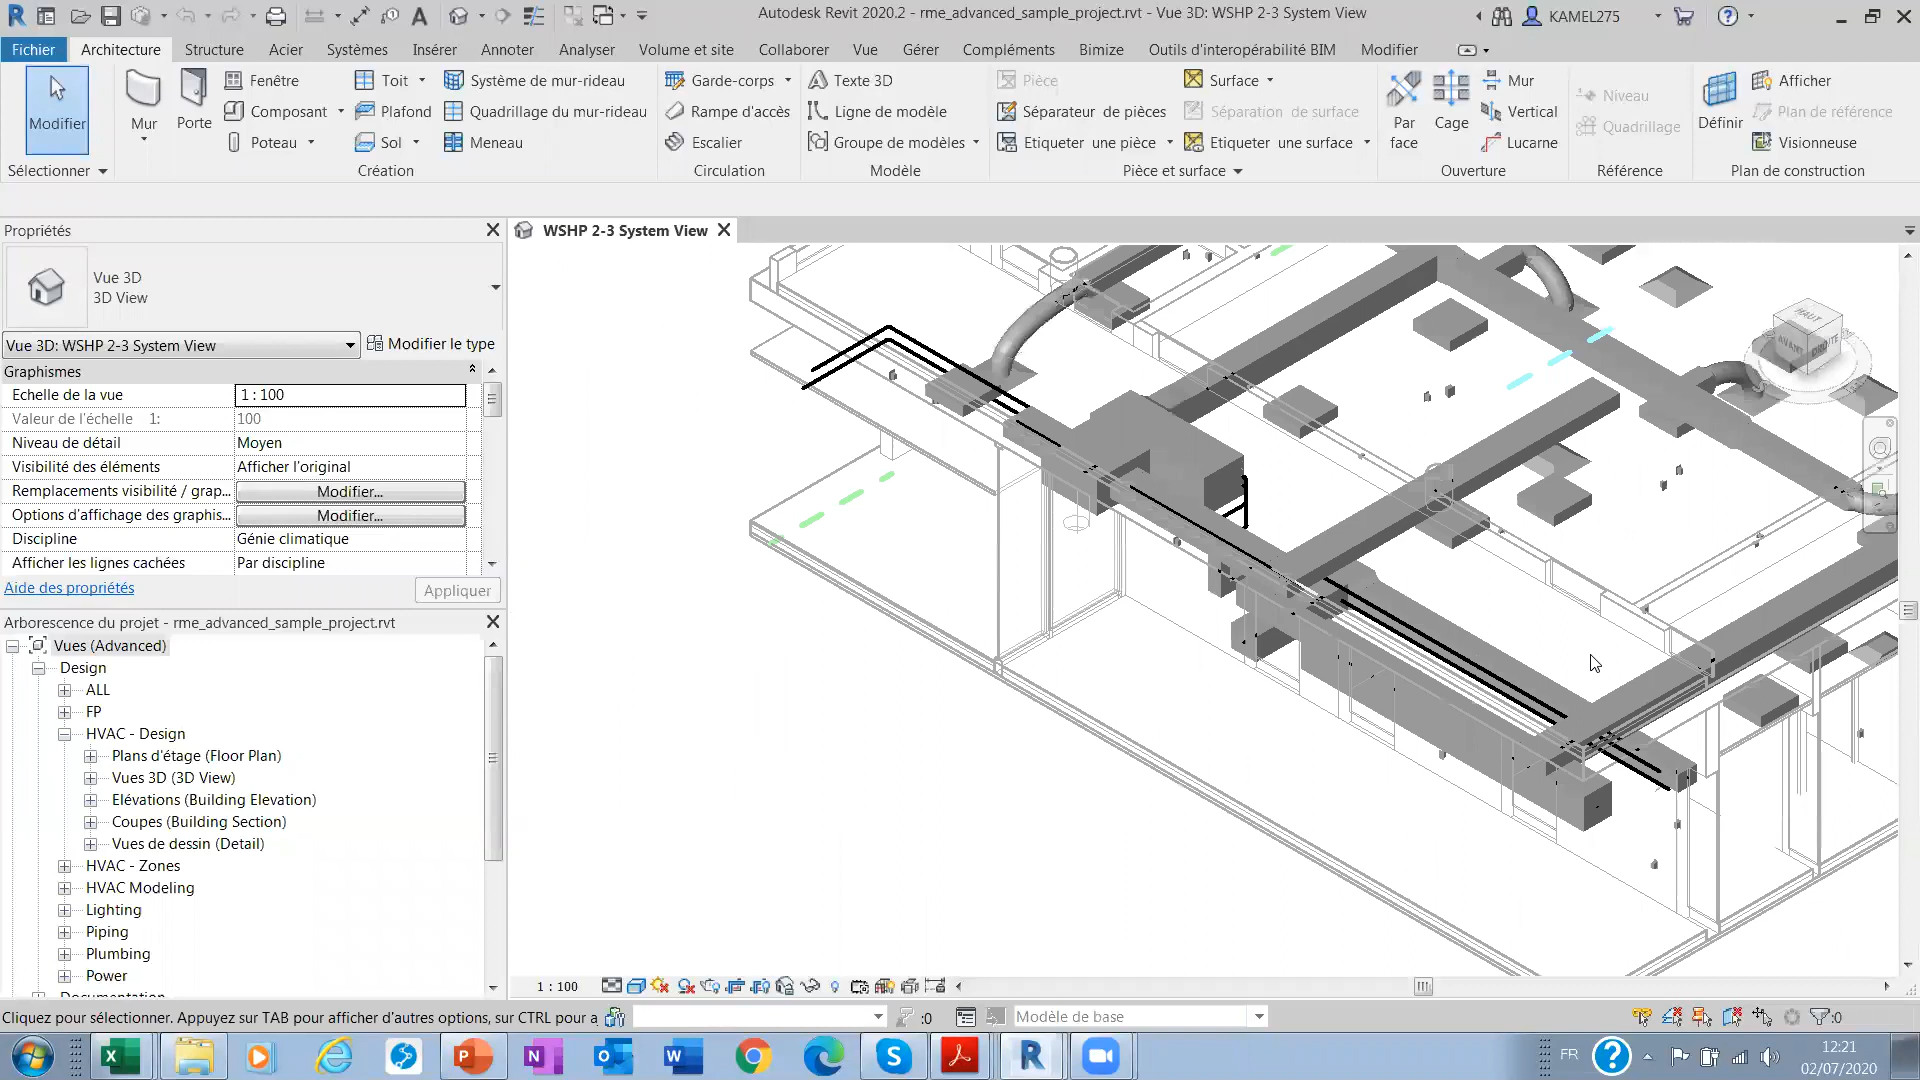 Autodesk Revit 2020.2 - rme_advanced_sample_project.rvt - Vue 3D: WSHP 2-3 System View
KAMEL275
Fichier Architecture Structure Acier Systèmes Insérer Annoter Analyser Volume et site Collaborer Vue Gérer Compléments Bimize Outils d'interopérabilité BIM Modifier
Modifier
Mur
Porte
Fenêtre
Composant
Poteau
Toit
Plafond
Sol
Système de mur-rideau
Quadrillage du mur-rideau
Meneau
Garde-corps
Rampe d'accès
Escalier
Texte 3D
Ligne de modèle
Groupe de modèles
Pièce
Séparateur de pièces
Etiqueter une pièce
Surface
Séparation de surface
Etiqueter une surface
Par face
Cage
Mur
Vertical
Lucarne
Niveau
Quadrillage
Définir
Afficher
Plan de référence
Visionneuse
Sélectionner Création Circulation Modèle Pièce et surface Ouverture Référence Plan de construction
Propriétés
WSHP 2-3 System View
Vue 3D
3D View
Vue 3D: WSHP 2-3 System View
Modifier le type
Graphismes
Echelle de la vue 1 : 100
Valeur de l'échelle 1: 100
Niveau de détail Moyen
Visibilité des éléments Afficher l'original
Remplacements visibilité / grap... Modifier...
Options d'affichage des graphis... Modifier...
Discipline Génie climatique
Afficher les lignes cachées Par discipline
Aide des propriétés Appliquer
Arborescence du projet - rme_advanced_sample_project.rvt
Vues (Advanced)
Design
ALL
FP
HVAC - Design
Plans d'étage (Floor Plan)
Vues 3D (3D View)
Elévations (Building Elevation)
Coupes (Building Section)
Vues de dessin (Detail)
HVAC - Zones
HVAC Modeling
Lighting
Piping
Plumbing
Power
Documentation
HAUT
AVANT
DROITE
1 : 100
Cliquez pour sélectionner. Appuyez sur TAB pour afficher d'autres options, sur CTRL pour a
:0
Modèle de base
:0
FR
12:21
02/07/2020